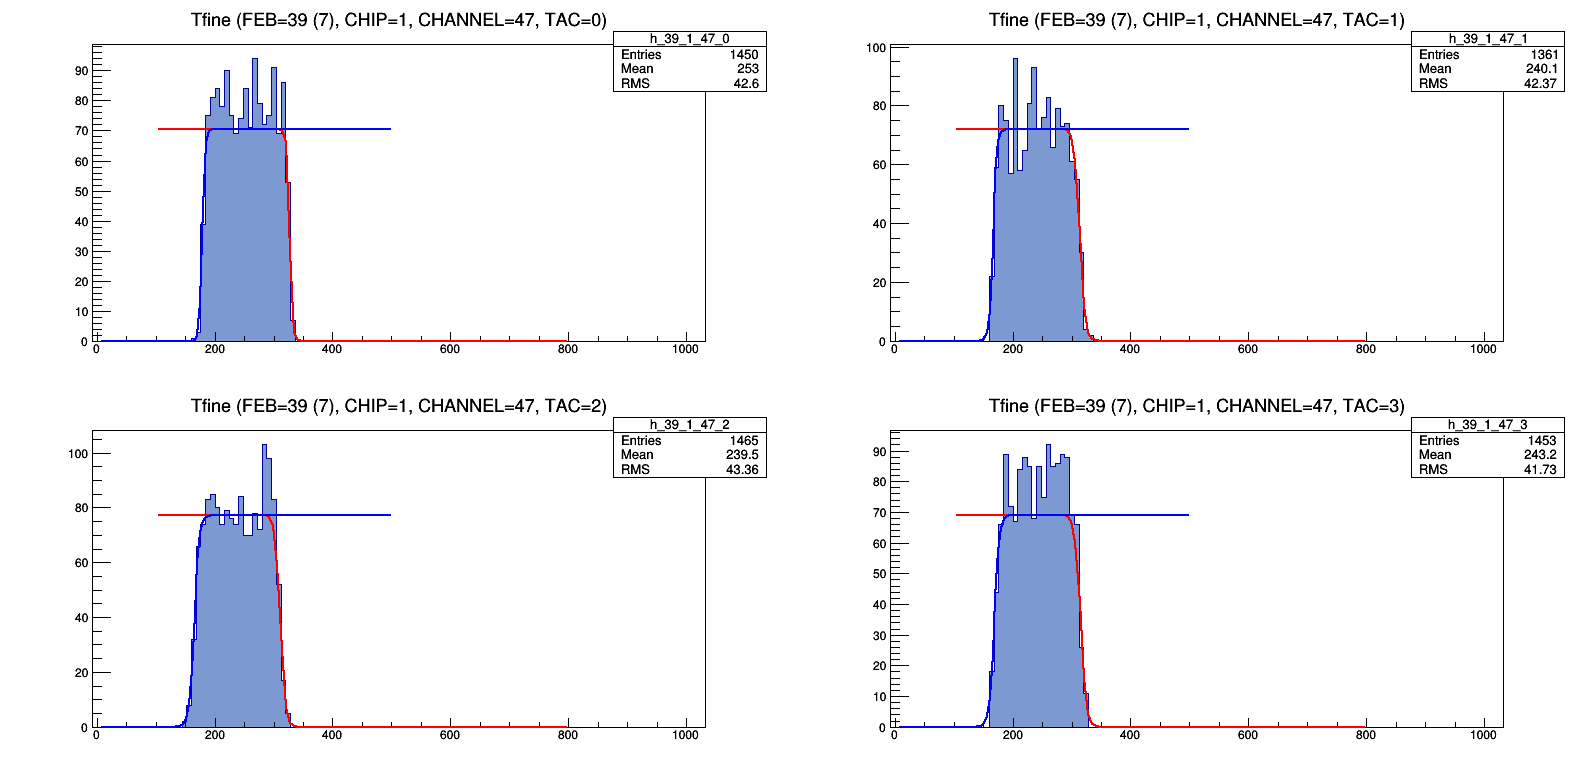 Tfine (FEB=39 (7), CHIP=1, CHANNEL=47, TAC=0)
h_39_1_47_0
Entries 1450
Mean 253
RMS 42.6
90
80
70
60
50
40
30
20
10
0
0 200 400 600 800 1000
Tfine (FEB=39 (7), CHIP=1, CHANNEL=47, TAC=1)
h_39_1_47_1
Entries 1361
Mean 240.1
RMS 42.37
100
80
60
40
20
0
0 200 400 600 800 1000
Tfine (FEB=39 (7), CHIP=1, CHANNEL=47, TAC=2)
h_39_1_47_2
Entries 1465
Mean 239.5
RMS 43.36
100
80
60
40
20
0
0 200 400 600 800 1000
Tfine (FEB=39 (7), CHIP=1, CHANNEL=47, TAC=3)
h_39_1_47_3
Entries 1453
Mean 243.2
RMS 41.73
90
80
70
60
50
40
30
20
10
0
0 200 400 600 800 1000